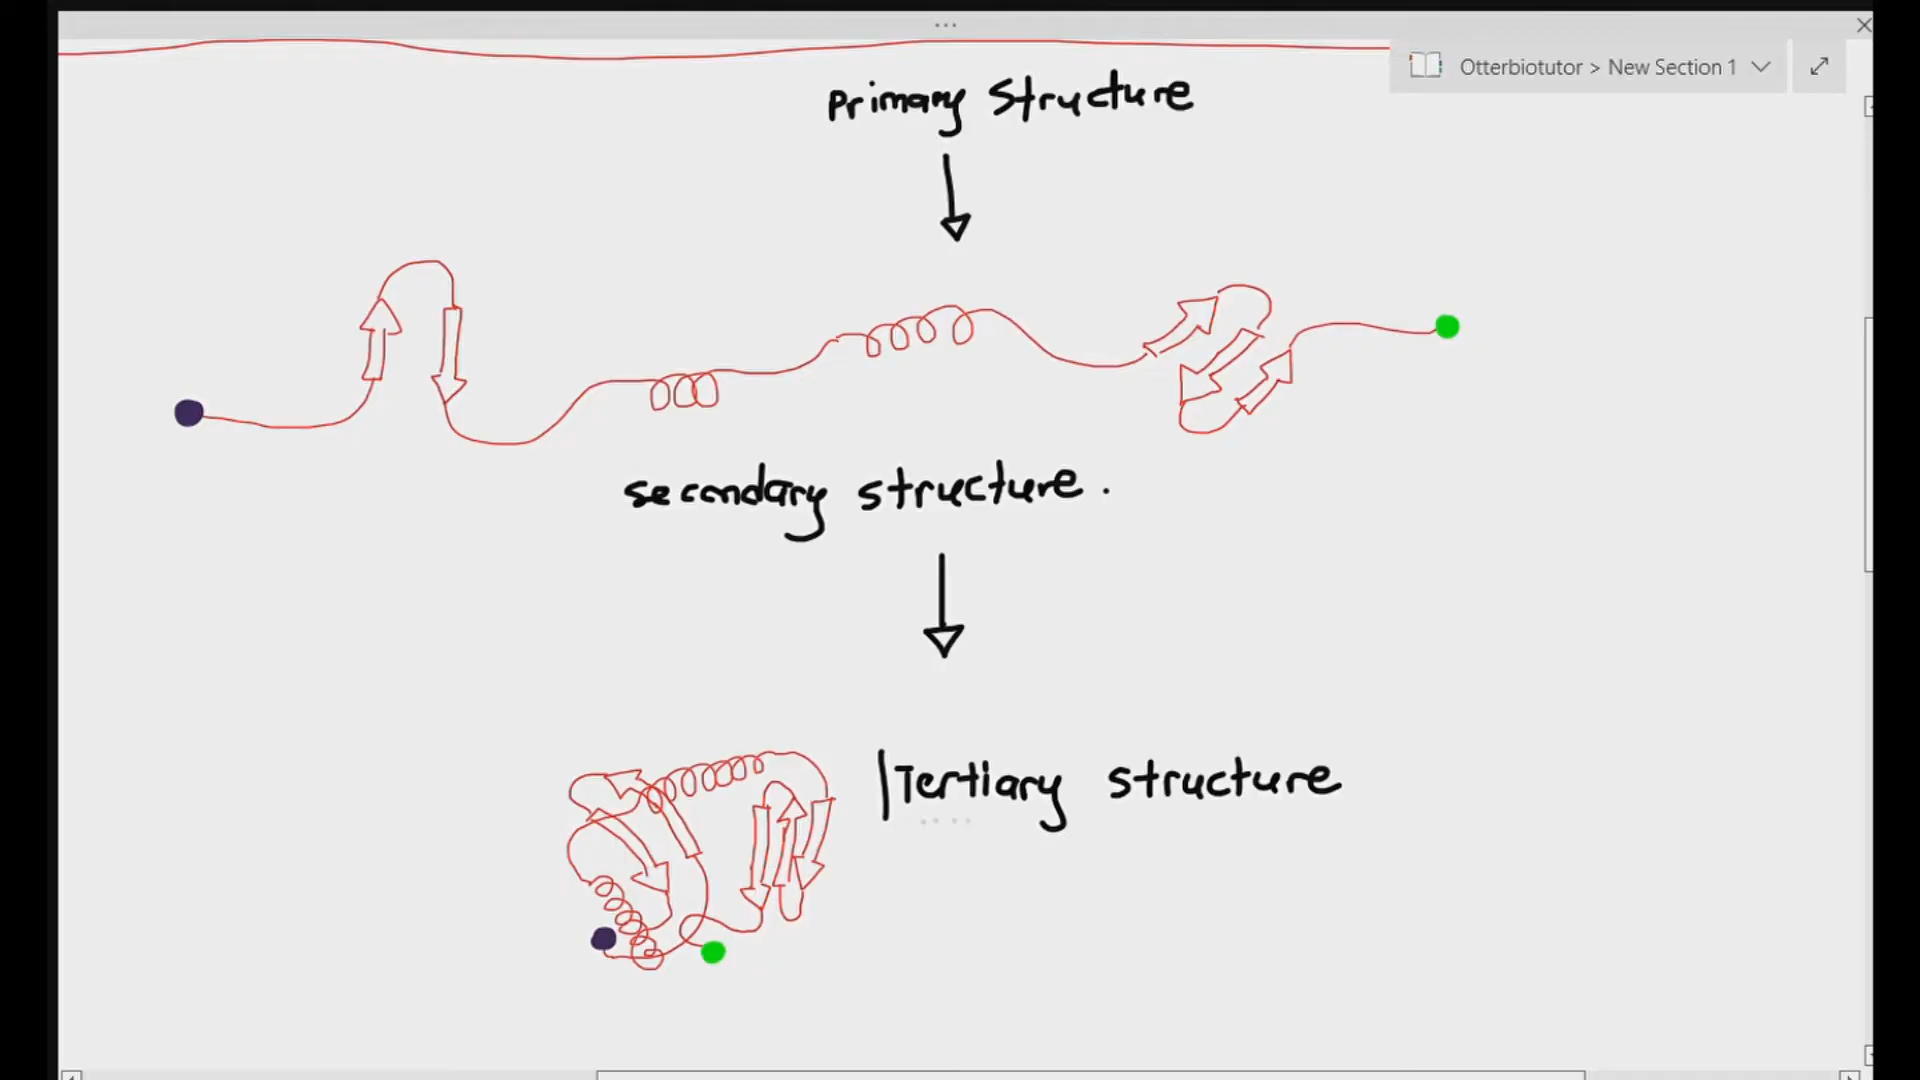 Otterbiotutor > New Section 1
Primary Structure
secondary structure.
Tertiary structure